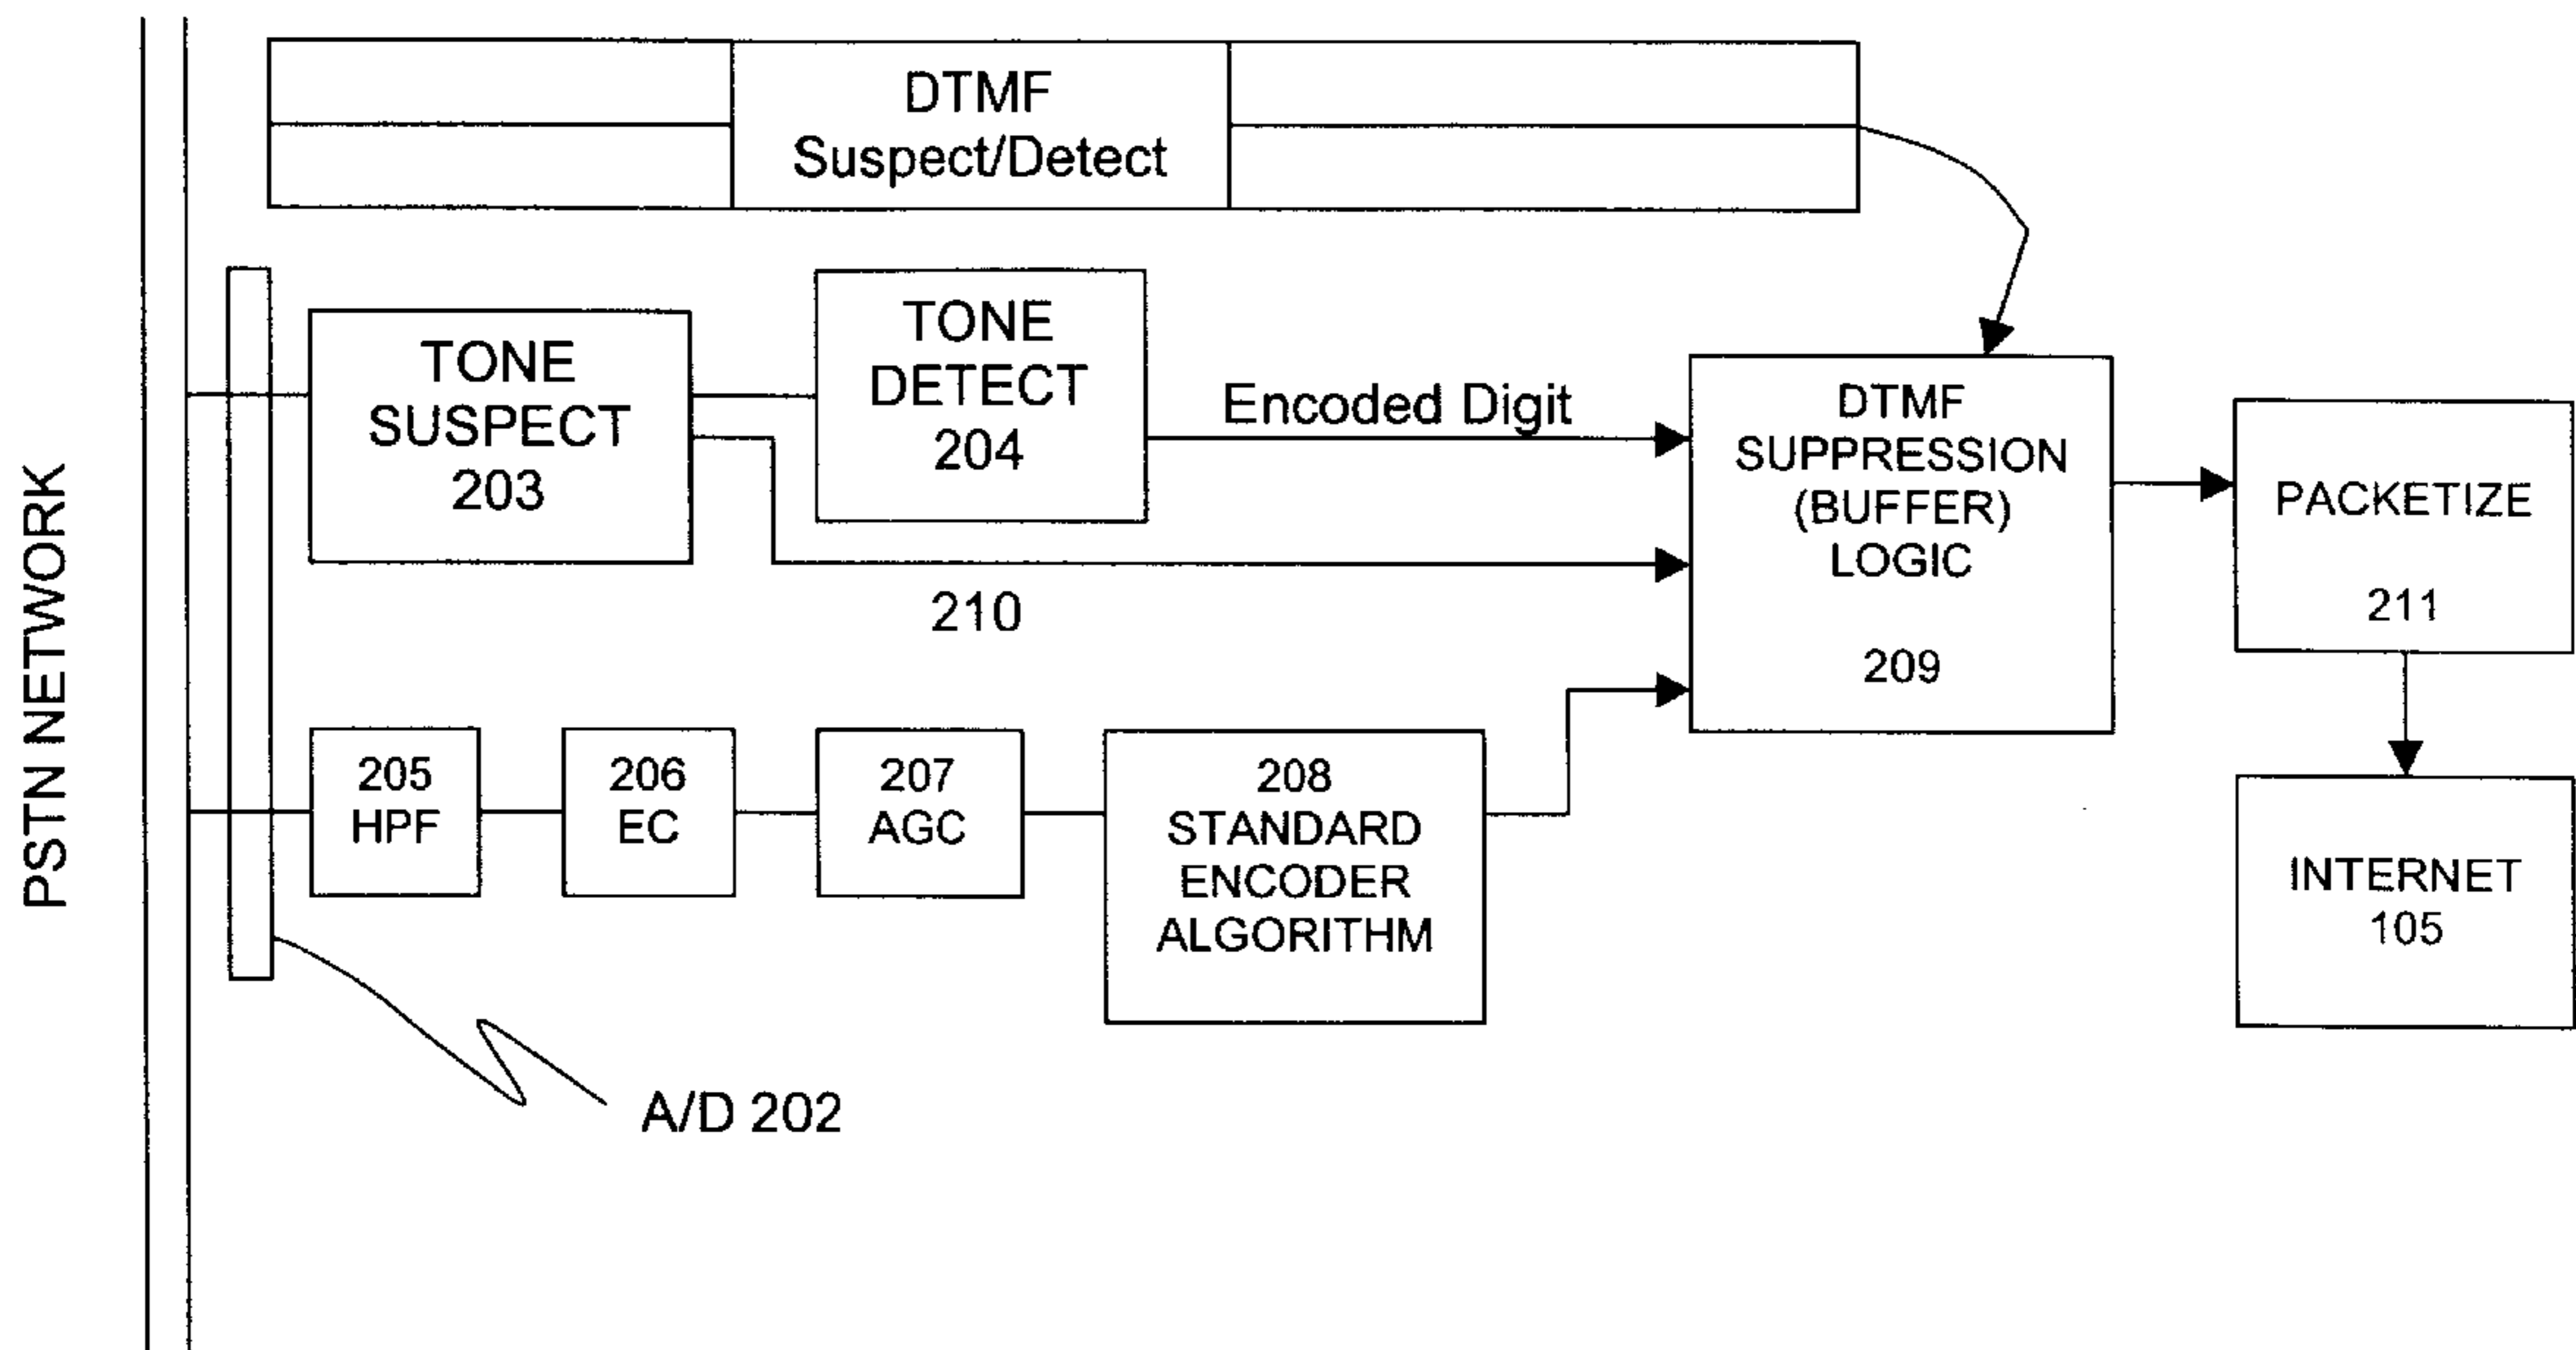 PSTN NETWORK
DTMF
Suspect/Detect
TONE
SUSPECT
203
TONE
DETECT
204
Encoded Digit
210
DTMF
SUPPRESSION
(BUFFER)
LOGIC
209
PACKETIZE
211
205
HPF
206
EC
207
AGC
208
STANDARD
ENCODER
ALGORITHM
INTERNET
105
A/D 202